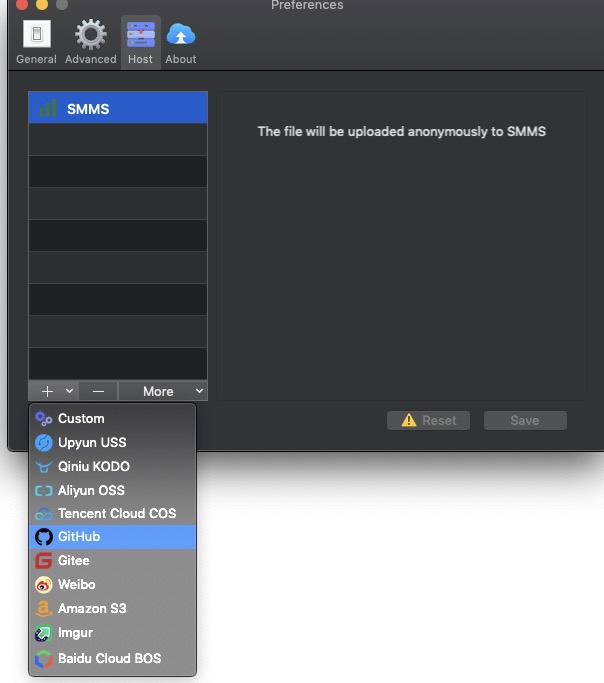 Preferences
General
Advanced
Host
About
SMMS
The file will be uploaded anonymously to SMMS
More
Reset
Save
Custom
Upyun USS
Qiniu KODO
Aliyun OSS
Tencent Cloud COS
GitHub
Gitee
Weibo
Amazon S3
Imgur
Baidu Cloud BOS